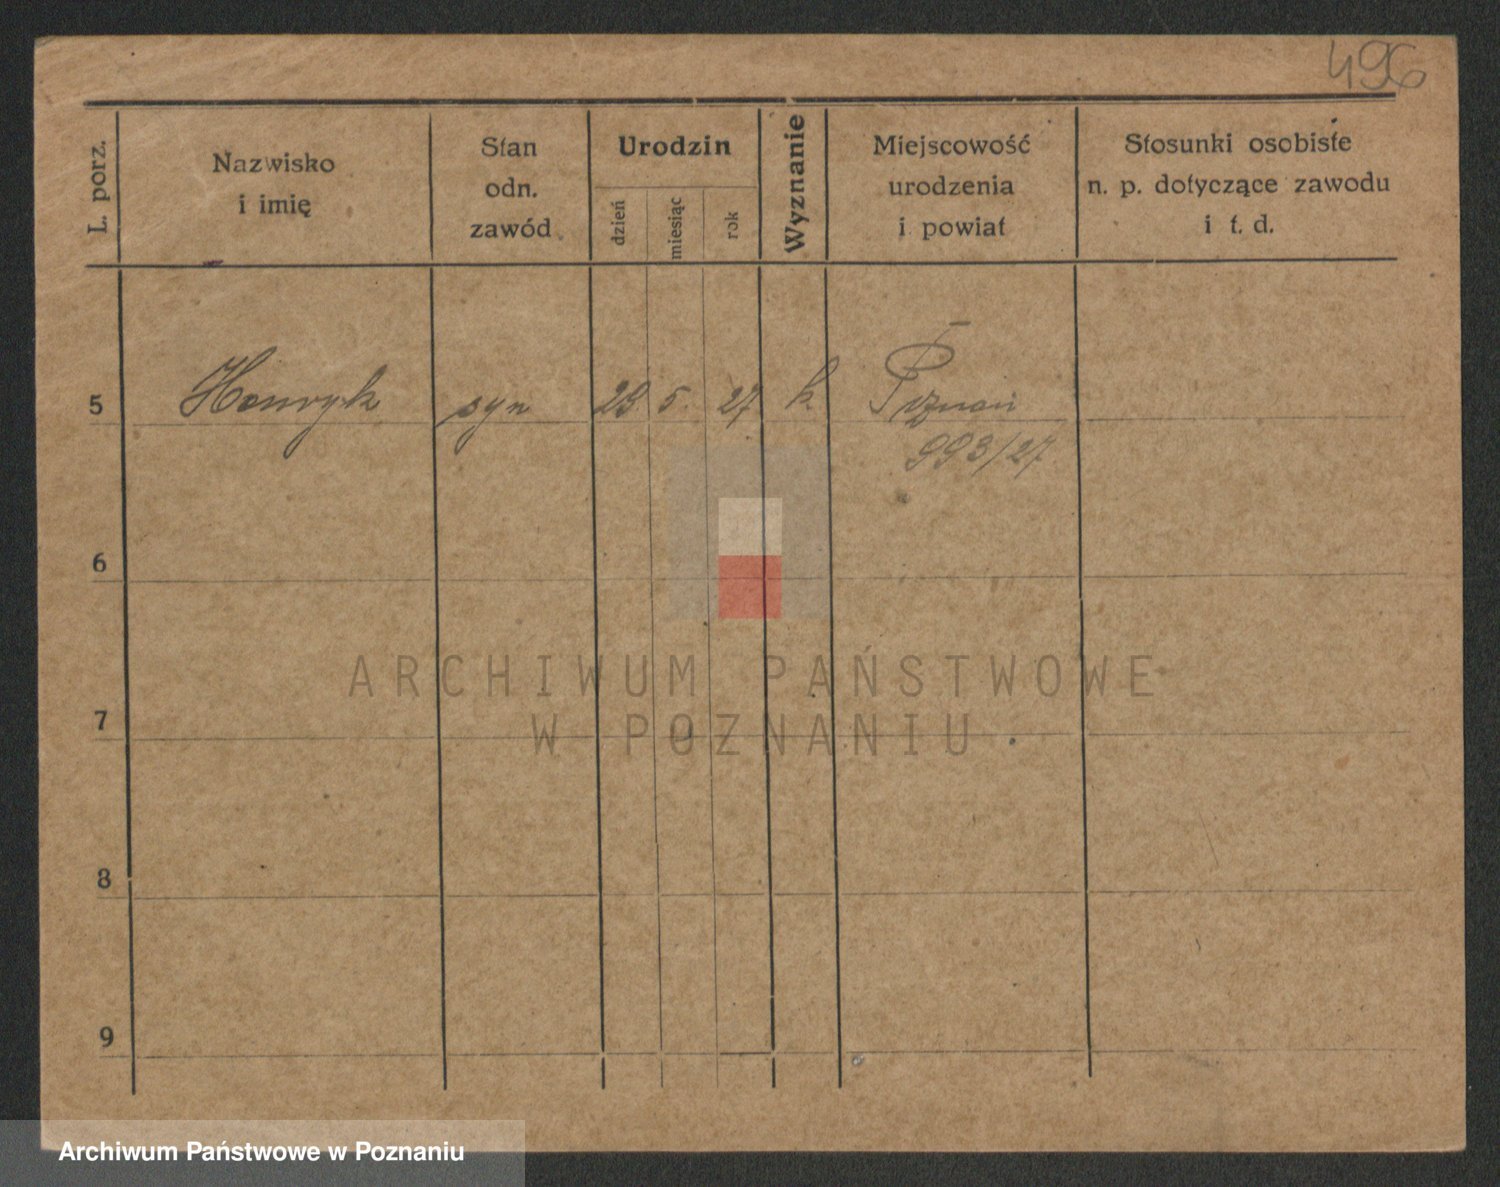 496
L. porz.
Nazwisko
i imię
Stan
odn.
zawód
Urodzin
dzień
miesiąc
rok
Wyznanie
Miejscowość
urodzenia
i powiat
Stosunki osobiste
n. p. dotyczące zawodu
i t. d.
5 Henryk syn 23 5. 27 k. Poznań
993/27
6
7
8
9
ARCHIWUM PAŃSTWOWE
W POZNANIU
Archiwum Państwowe w Poznaniu